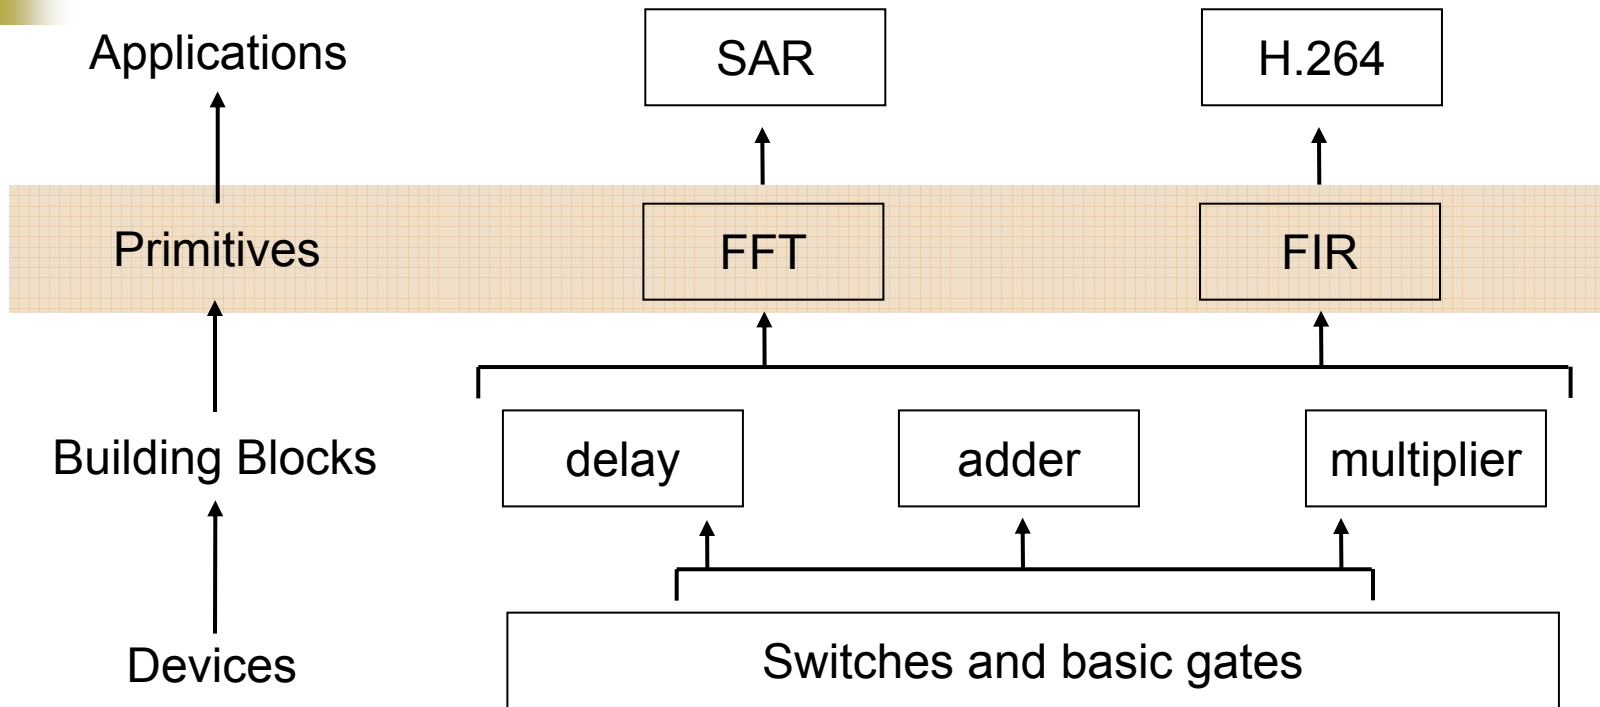 Applications
SAR
H.264
Primitives
FFT
FIR
Building Blocks
delay
adder
multiplier
Devices
Switches and basic gates